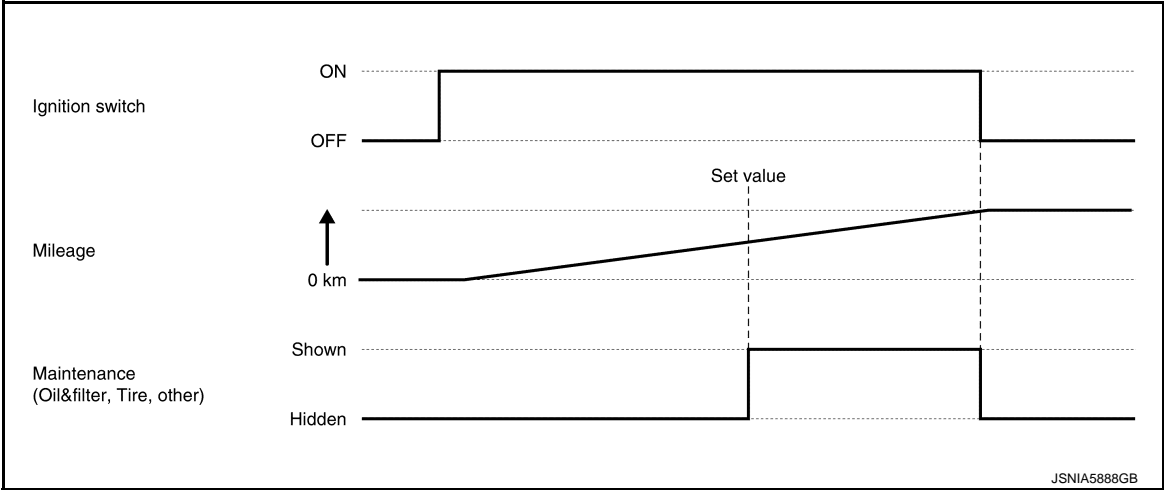 ON
Ignition switch
OFF
Set value
Mileage
0 km
Shown
Maintenance
(Oil&filter, Tire, other)
Hidden
JSNIA5888GB